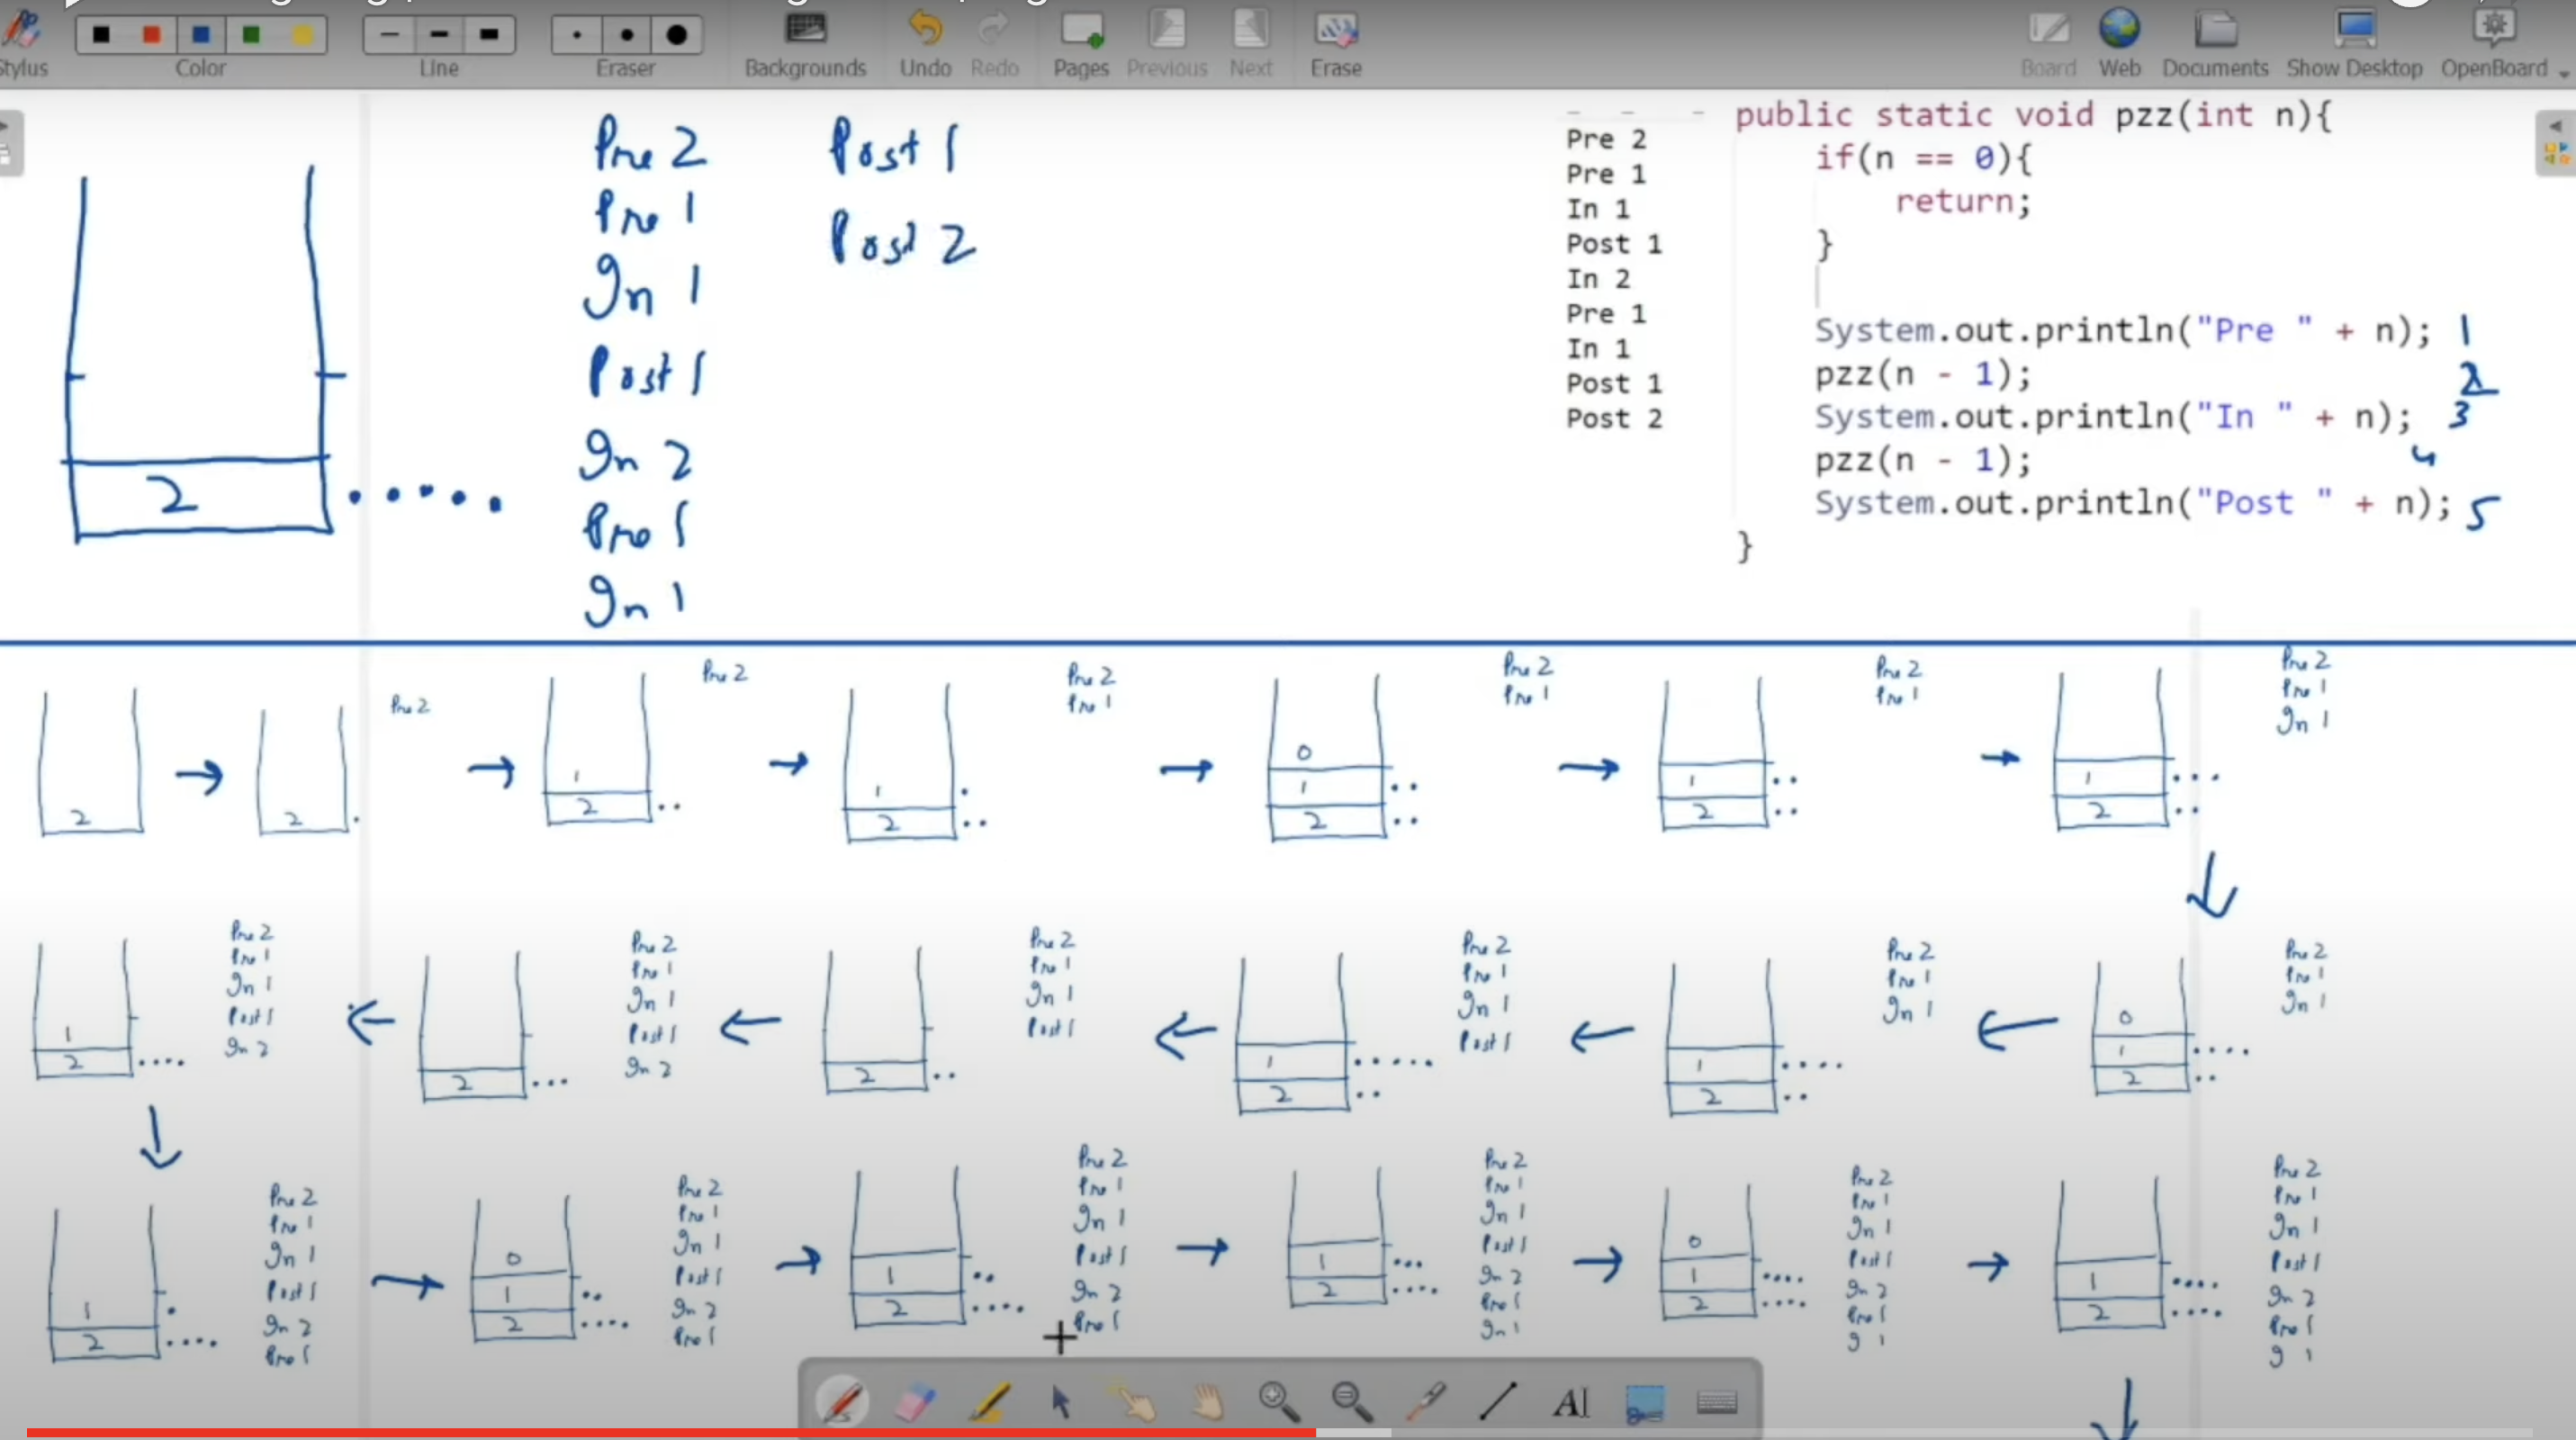 Stylus
Color
Line
Eraser
Backgrounds
Undo
Redo
Pages
Previous
Next
Erase
Board
Web
Documents
Show Desktop
OpenBoard
Pre 2
Pre 1
In 1
Post 1
In 2
Pre 1
In 1
Post 1
Post 2
2
Pre 2
Pre 1
In 1
Post 1
In 2
Pre 1
In 1
Post 1
Post 2
public static void pzz(int n){
if(n == 0){
return;
}
System.out.println("Pre " + n); 1
pzz(n - 1); 2
System.out.println("In " + n); 3
pzz(n - 1); 4
System.out.println("Post " + n); 5
}
2
2
Pre 2
1
2
Pre 2
1
2
Pre 2
Pre 1
0
1
2
Pre 2
Pre 1
1
2
Pre 2
Pre 1
1
2
Pre 2
Pre 1
In 1
0
1
2
Pre 2
Pre 1
In 1
1
2
Pre 2
Pre 1
In 1
1
2
Pre 2
Pre 1
In 1
Post 1
2
Pre 2
Pre 1
In 1
Post 1
2
Pre 2
Pre 1
In 1
Post 1
In 2
1
2
Pre 2
Pre 1
In 1
Post 1
In 2
1
2
Pre 2
Pre 1
In 1
Post 1
In 2
Pre 1
0
1
2
Pre 2
Pre 1
In 1
Post 1
In 2
Pre 1
1
2
Pre 2
Pre 1
In 1
Post 1
In 2
Pre 1
1
2
Pre 2
Pre 1
In 1
Post 1
In 2
Pre 1
In 1
0
1
2
Pre 2
Pre 1
In 1
Post 1
In 2
Pre 1
1
1
2
Pre 2
Pre 1
In 1
Post 1
In 2
Pre 1
1
AI